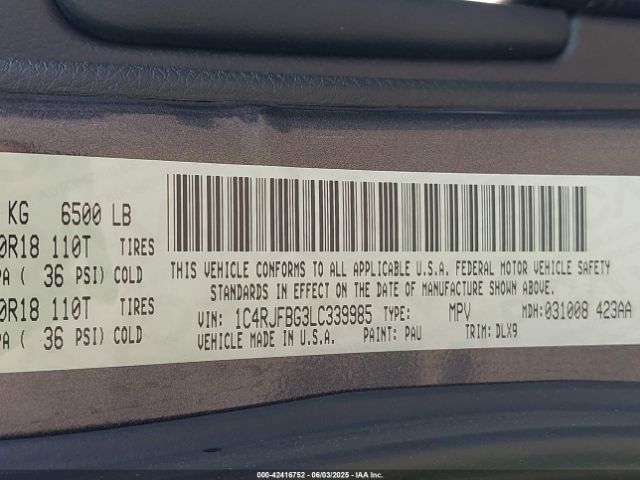 KG 6500 LB
0R18 110T TIRES
PA ( 36 PSI) COLD
0R18 110T TIRES
PA ( 36 PSI) COLD
THIS VEHICLE CONFORMS TO ALL APPLICABLE U.S.A. FEDERAL MOTOR VEHICLE SAFETY
STANDARDS IN EFFECT ON THE DATE OF MANUFACTURE SHOWN ABOVE.
VIN: 1C4RJFBG3LC339985 TYPE: MPV MDH: 031008 423AA
VEHICLE MADE IN U.S.A. PAINT: PAU TRIM: DLX9
000-42416752 - 06/03/2025 - IAA Inc.